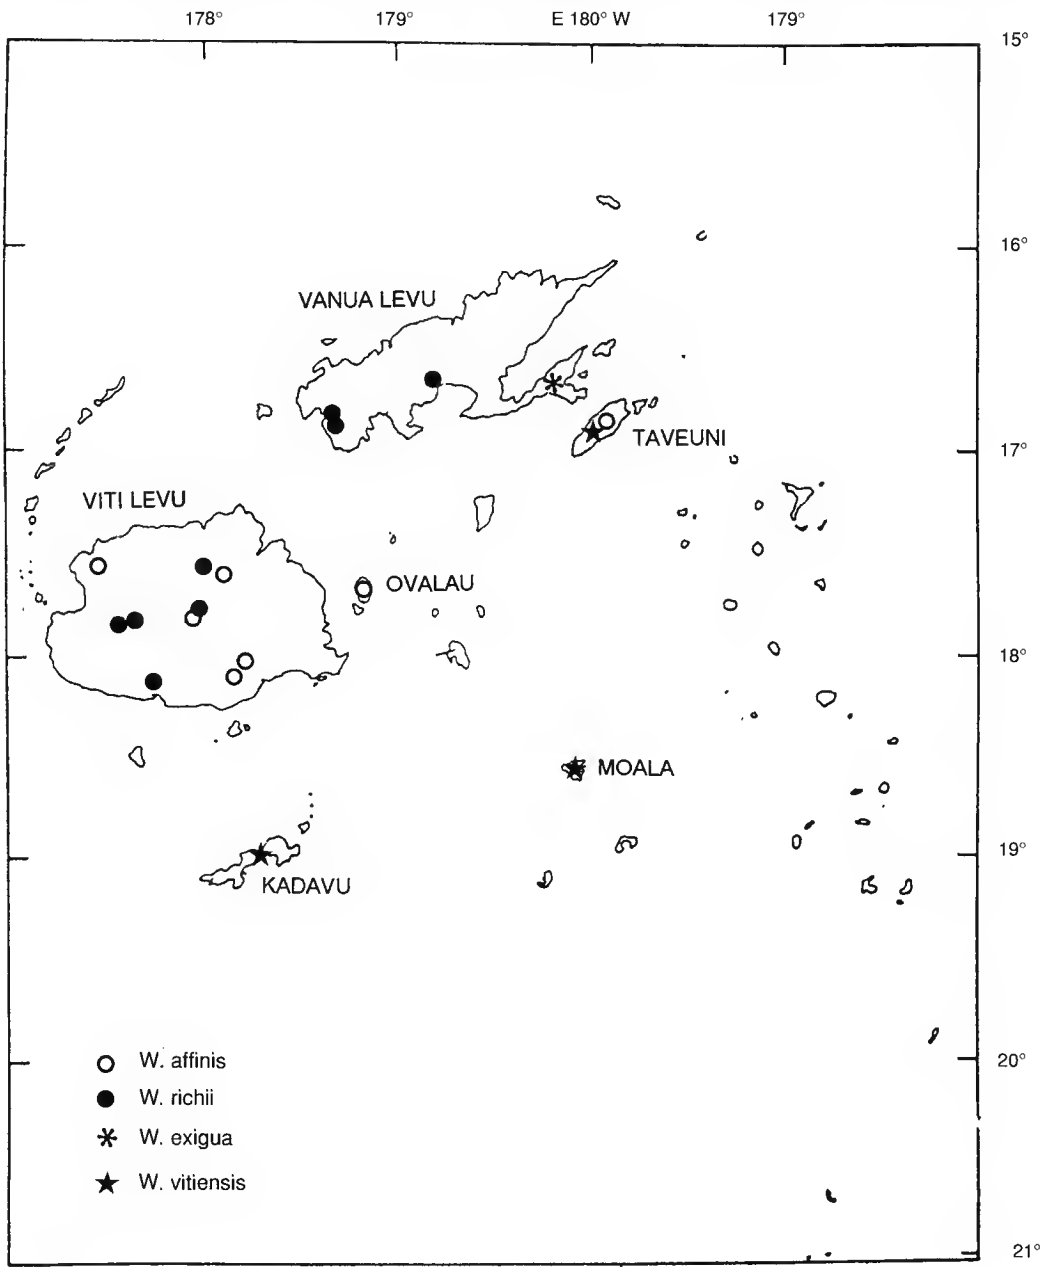 178° 179° E 180° W 179°
15°
16°
VANUA LEVU
TAVEUNI
17°
VITI LEVU
OVALAU
18°
MOALA
19°
KADAVU
20°
W. affinis
W. richii
W. exigua
W. vitiensis
21°